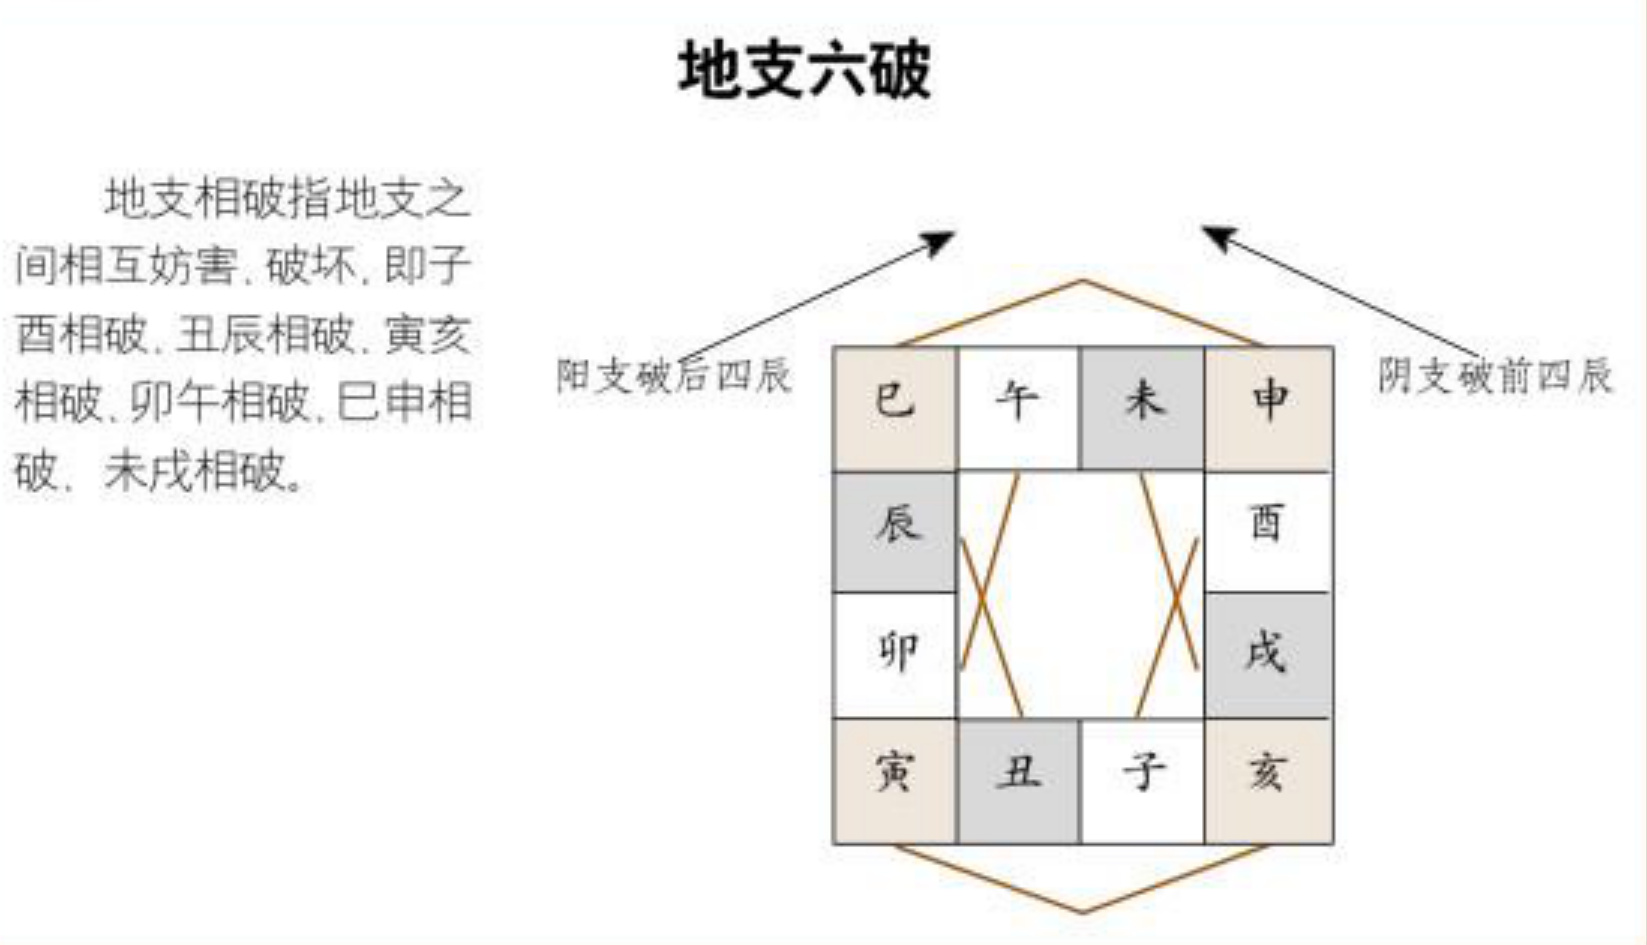 地支六破
地支相破指地支之
间相互妨害、破坏，即子
酉相破、丑辰相破、寅亥
相破、卯午相破、巳申相
破、未戌相破。
阳支破后四辰
阴支破前四辰
巳 午 未 申
辰 酉
卯 戌
寅 丑 子 亥